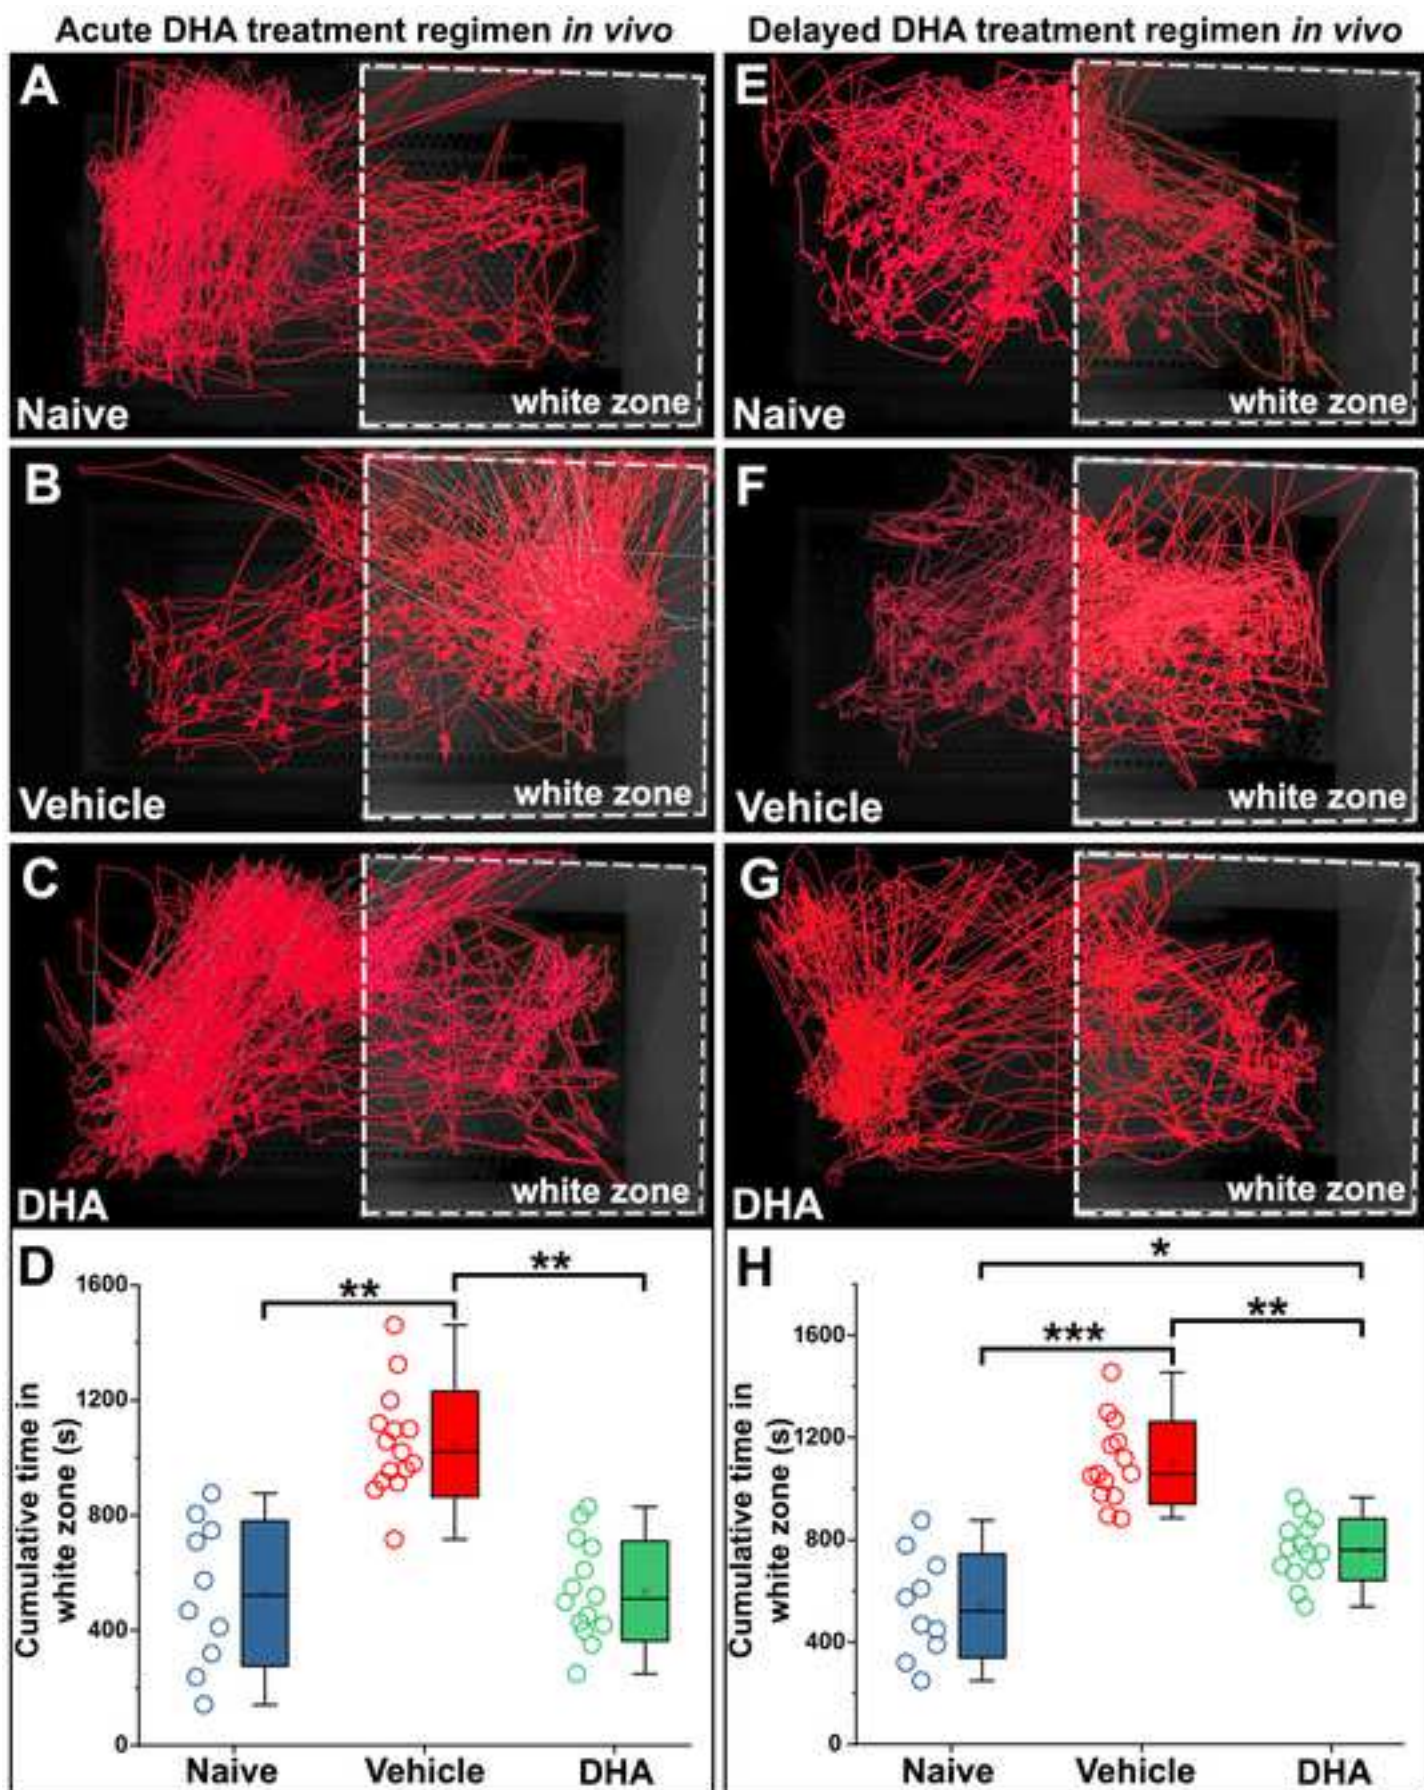 Acute DHA treatment regimen in vivo
Delayed DHA treatment regimen in vivo
A
white zone
Naive
E
white zone
Naive
B
white zone
Vehicle
F
white zone
Vehicle
C
white zone
DHA
G
white zone
DHA
D
**
**
1600
1200
800
400
0
Cumulative time in
white zone (s)
Naive
Vehicle
DHA
H
*
***
**
1600
1200
800
400
0
Cumulative time in
white zone (s)
Naive
Vehicle
DHA